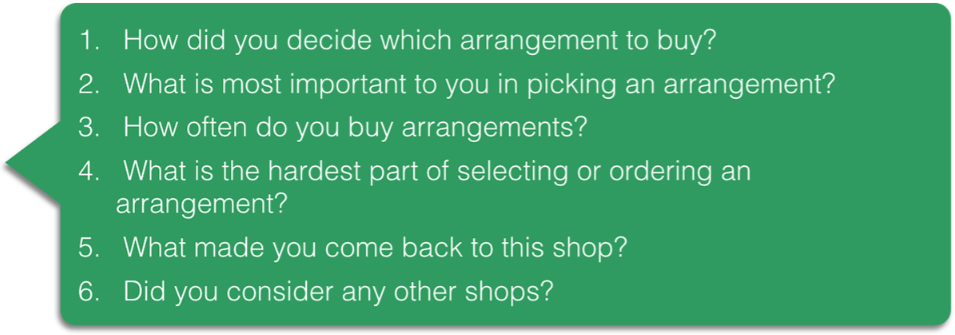 1. How did you decide which arrangement to buy?
2. What is most important to you in picking an arrangement?
3. How often do you buy arrangements?
4. What is the hardest part of selecting or ordering an
arrangement?
5. What made you come back to this shop?
6. Did you consider any other shops?